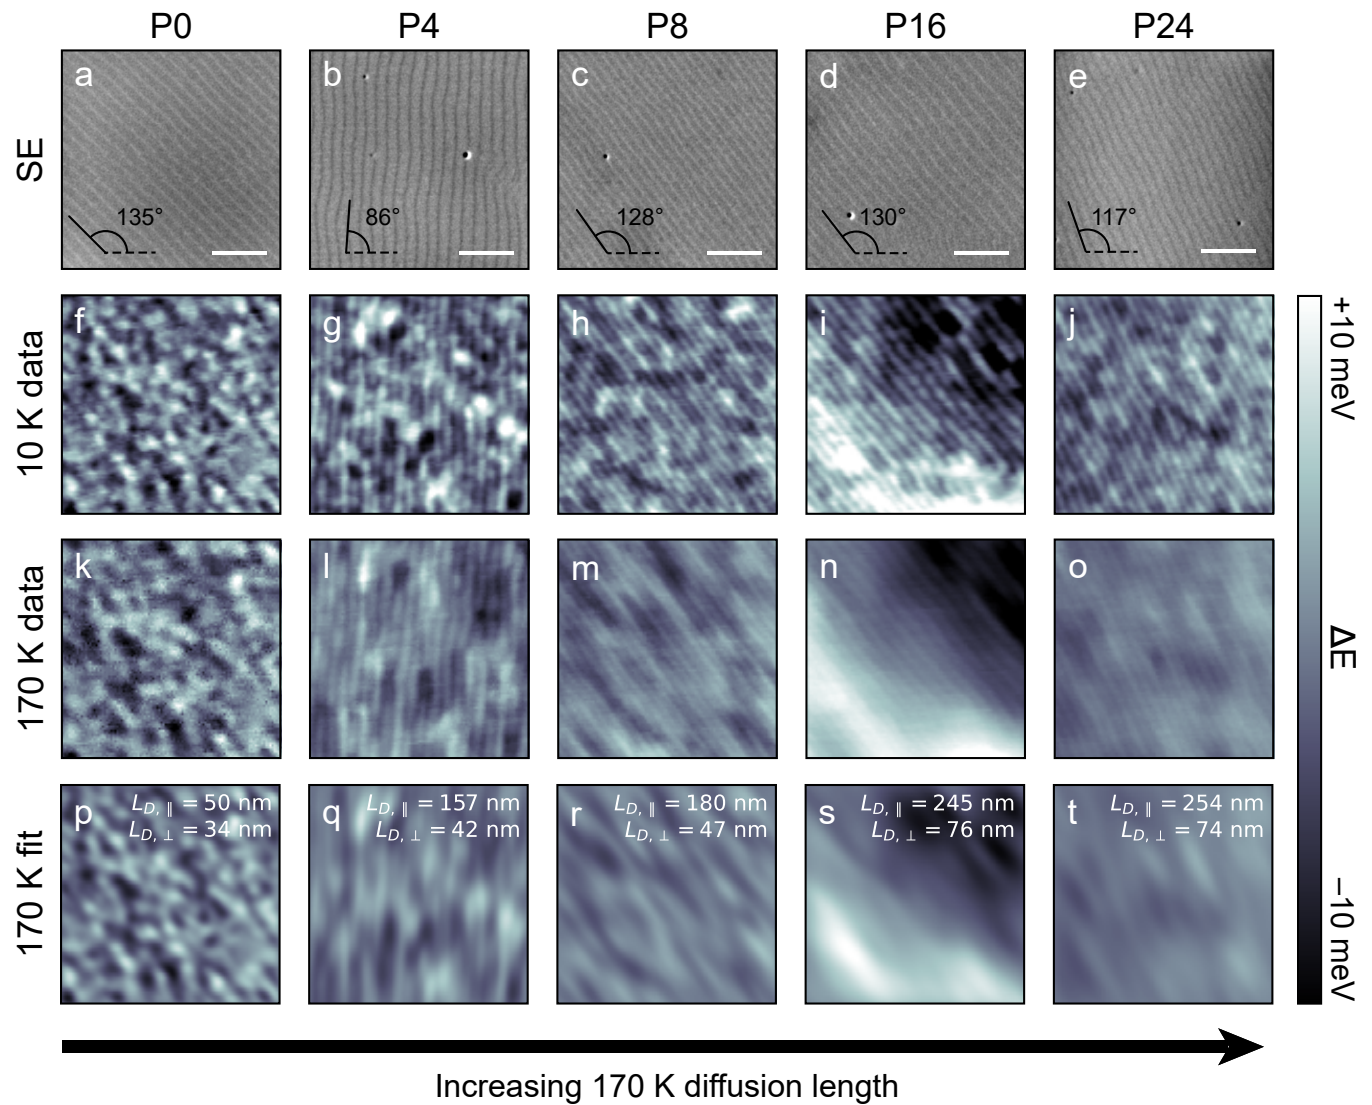 P0 P4 P8 P16 P24
SE
a b c d e
135° 86° 128° 130° 117°
10 K data
f g h i j
+10 meV
170 K data
k l m n o
ΔE
170 K fit
p L_{D, ∥} = 50 nm
L_{D, ⊥} = 34 nm
q L_{D, ∥} = 157 nm
L_{D, ⊥} = 42 nm
r L_{D, ∥} = 180 nm
L_{D, ⊥} = 47 nm
s L_{D, ∥} = 245 nm
L_{D, ⊥} = 76 nm
t L_{D, ∥} = 254 nm
L_{D, ⊥} = 74 nm
−10 meV
Increasing 170 K diffusion length